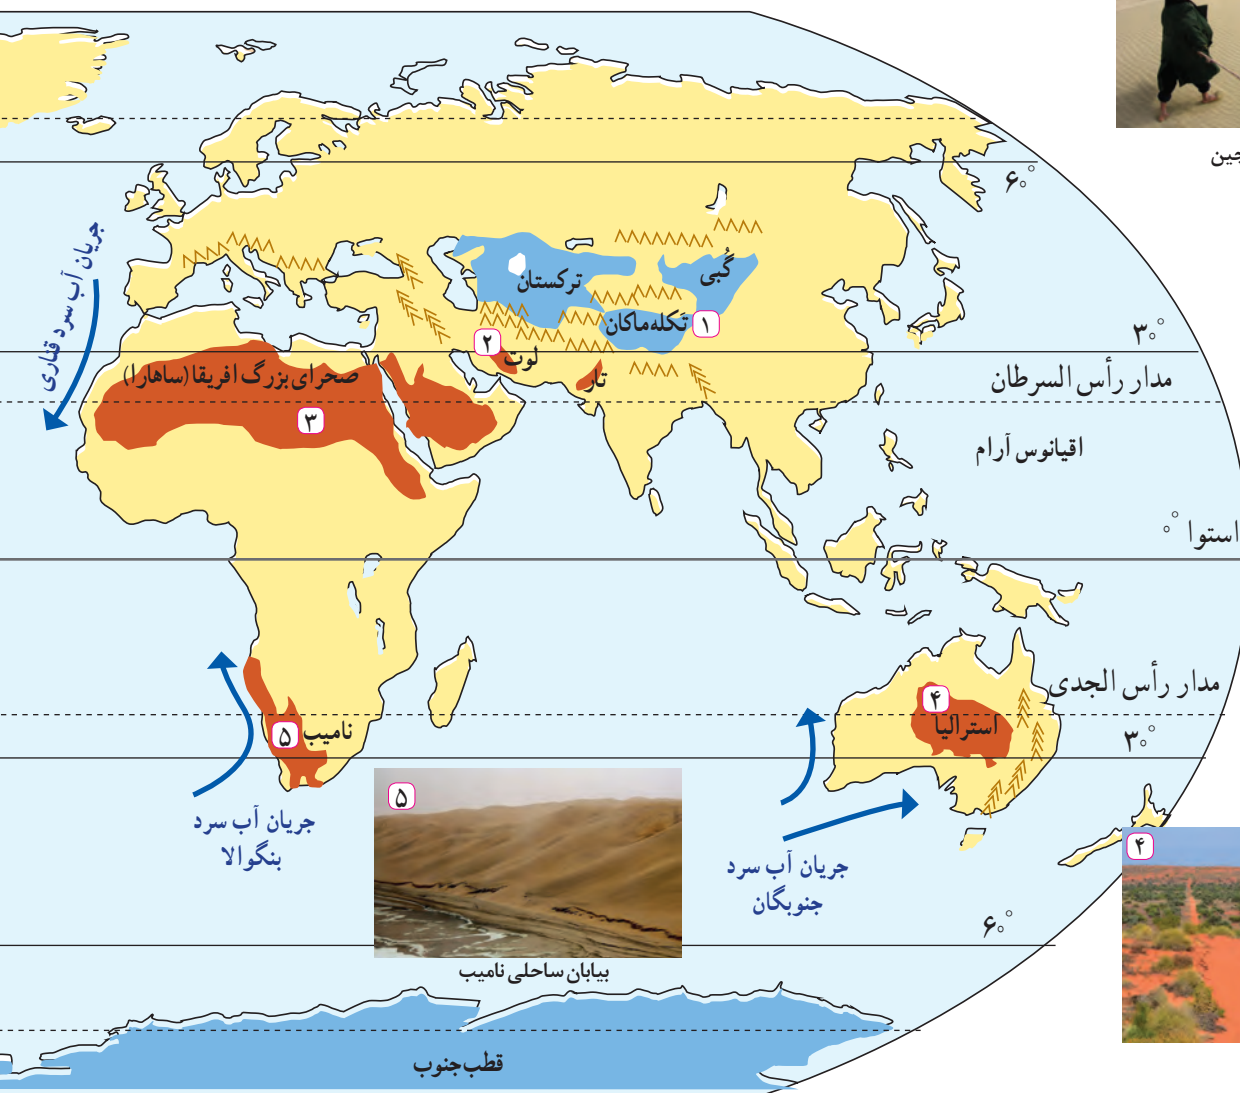 چین
۶۰°
جریان آب سرد قناری
ترکستان
گُبی
تَکله‌ماکان
۱
۲
لوت
تار
۳۰°
صحرای بزرگ افریقا (ساهارا)
۳
مدار رأس السرطان
اقیانوس آرام
استوا ۰°
مدار رأس الجدی
۴
استرالیا
۵
نامیب
۳۰°
جریان آب سرد
بنگوالا
۵
جریان آب سرد
جنوبگان
۴
۶۰°
بیابان ساحلی نامیب
قطب جنوب